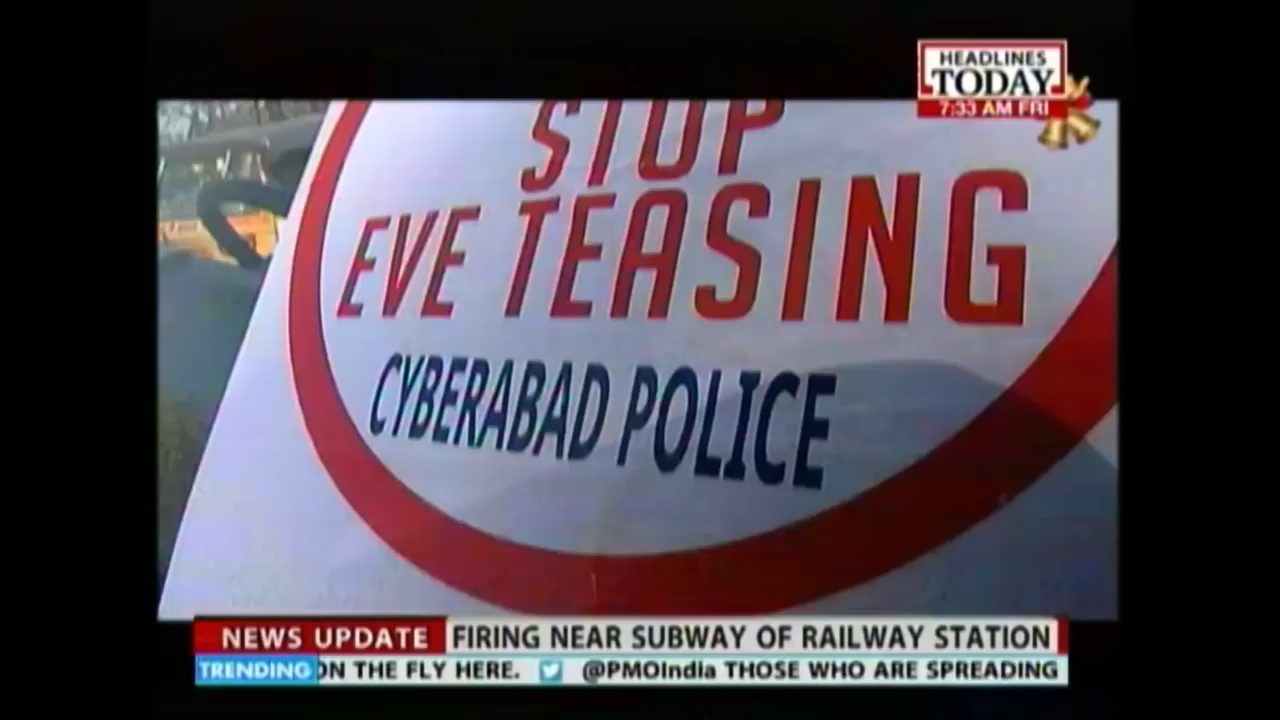 HEADLINES
TODAY
7:33 AM FRI
STOP
EVE TEASING
CYBERABAD POLICE
NEWS UPDATE FIRING NEAR SUBWAY OF RAILWAY STATION
TRENDING ON THE FLY HERE. @PMOIndia THOSE WHO ARE SPREADING